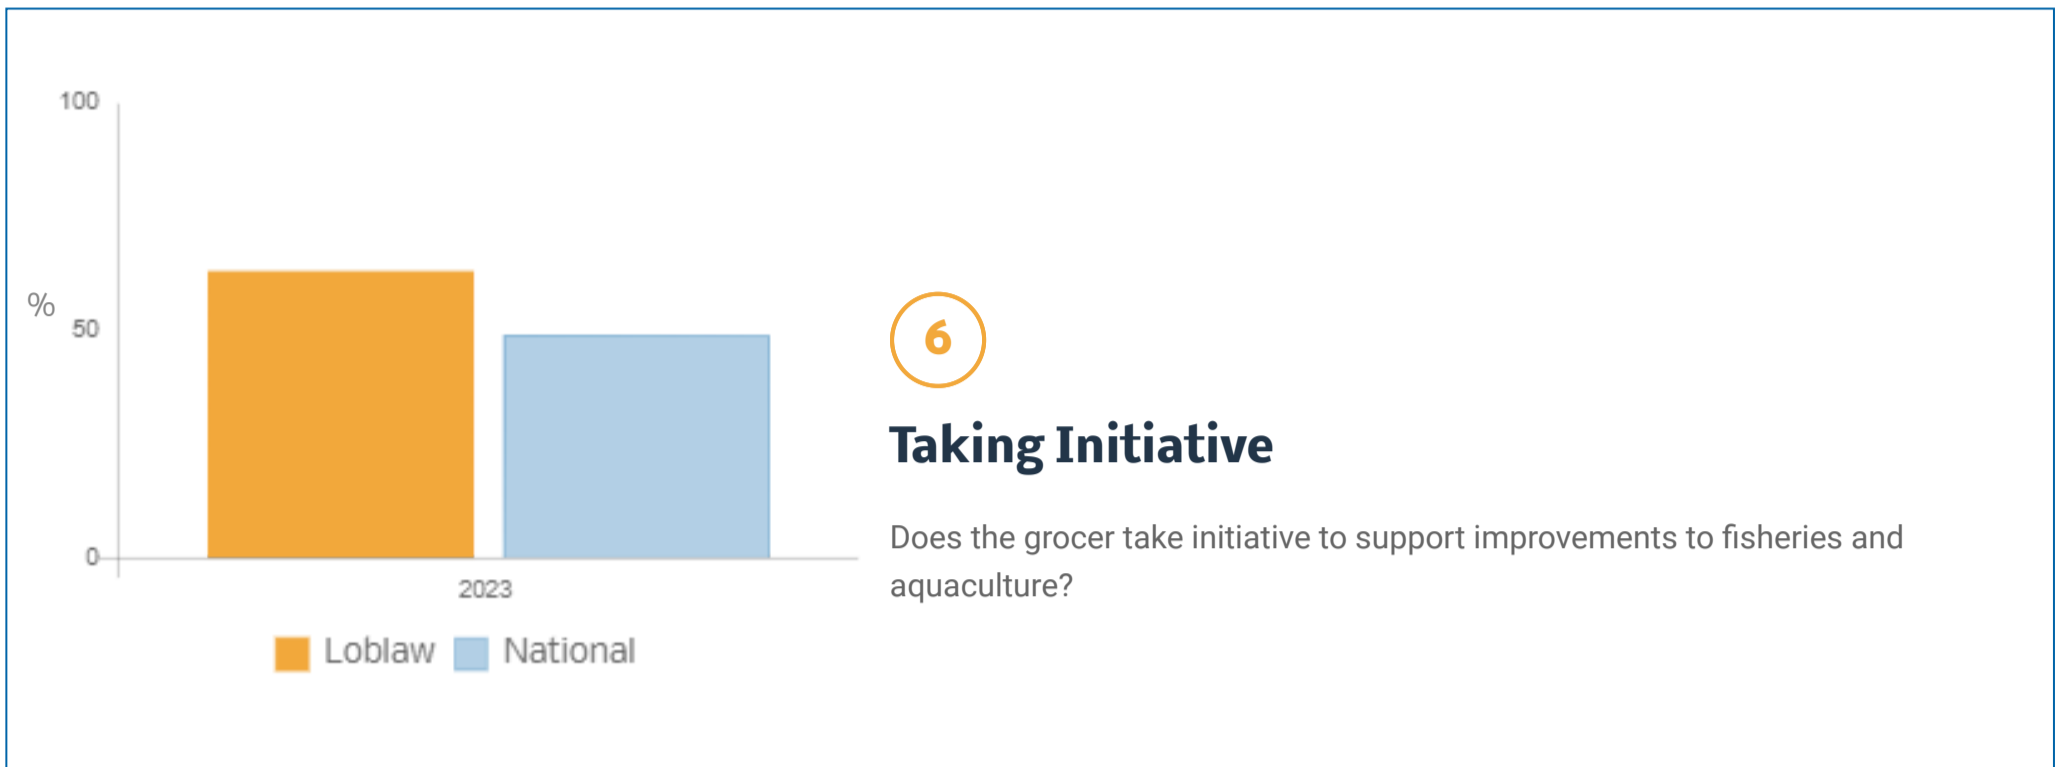 100
%
50
0
2023
Loblaw National
6
Taking Initiative
Does the grocer take initiative to support improvements to fisheries and
aquaculture?